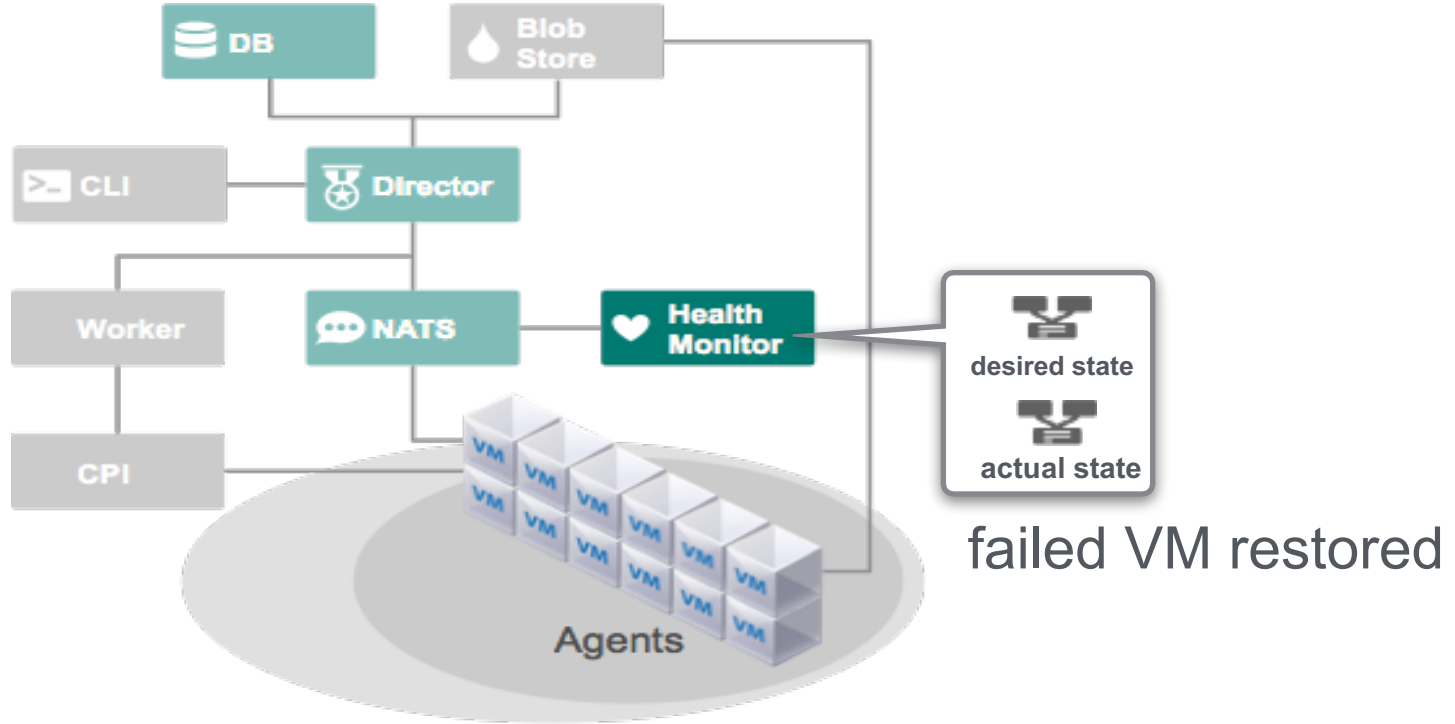 DB
Blob
Store
>_ CLI
Director
Worker
NATS
Health
Monitor
desired state
actual state
CPI
VM
VM
VM
VM
VM
VM
VM
VM
VM
VM
VM
VM
failed VM restored
Agents